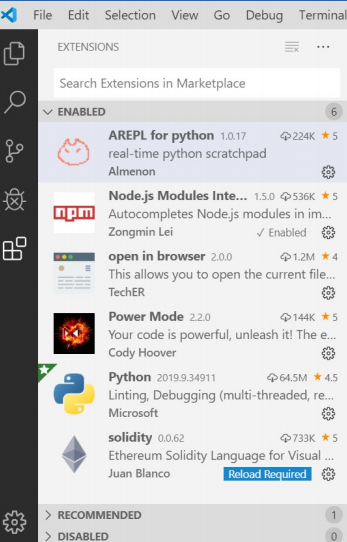 File Edit Selection View Go Debug Terminal
EXTENSIONS
Search Extensions in Marketplace
ENABLED 6
AREPL for python 1.0.17 224K ★ 5
real-time python scratchpad
Almenon
Node.js Modules Inte... 1.5.0 536K ★ 5
npm
Autocompletes Node.js modules in im...
Zongmin Lei ✓ Enabled
open in browser 2.0.0 1.2M ★ 4
This allows you to open the current file...
TechER
Power Mode 2.2.0 144K ★ 5
Your code is powerful, unleash it! The e...
Cody Hoover
Python 2019.9.34911 64.5M ★ 4.5
Linting, Debugging (multi-threaded, re...
Microsoft
solidity 0.0.62 733K ★ 5
Ethereum Solidity Language for Visual ...
Juan Blanco Reload Required
RECOMMENDED 1
DISABLED 0